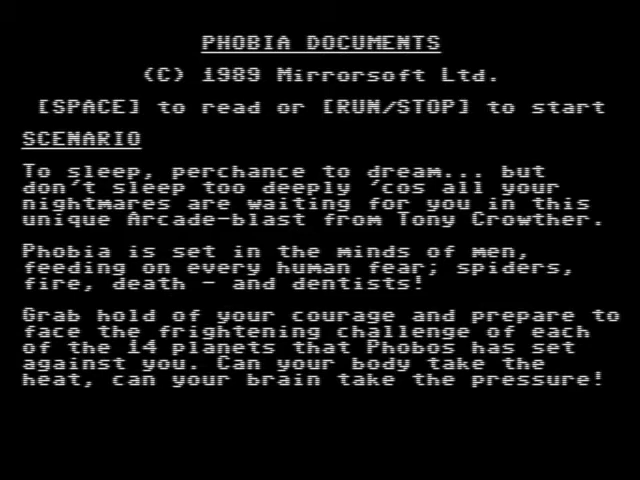 PHOBIA DOCUMENTS
(C) 1989 Mirrorsoft Ltd.
[SPACE] to read or [RUN/STOP] to start
SCENARIO
To sleep, perchance to dream... but
don't sleep too deeply 'cos all your
nightmares are waiting for you in this
unique Arcade-blast from Tony Crowther.
Phobia is set in the minds of men,
feeding on every human fear; spiders,
fire, death - and dentists!
Grab hold of your courage and prepare to
face the frightening challenge of each
of the 14 planets that Phobos has set
against you. Can your body take the
heat, can your brain take the pressure!